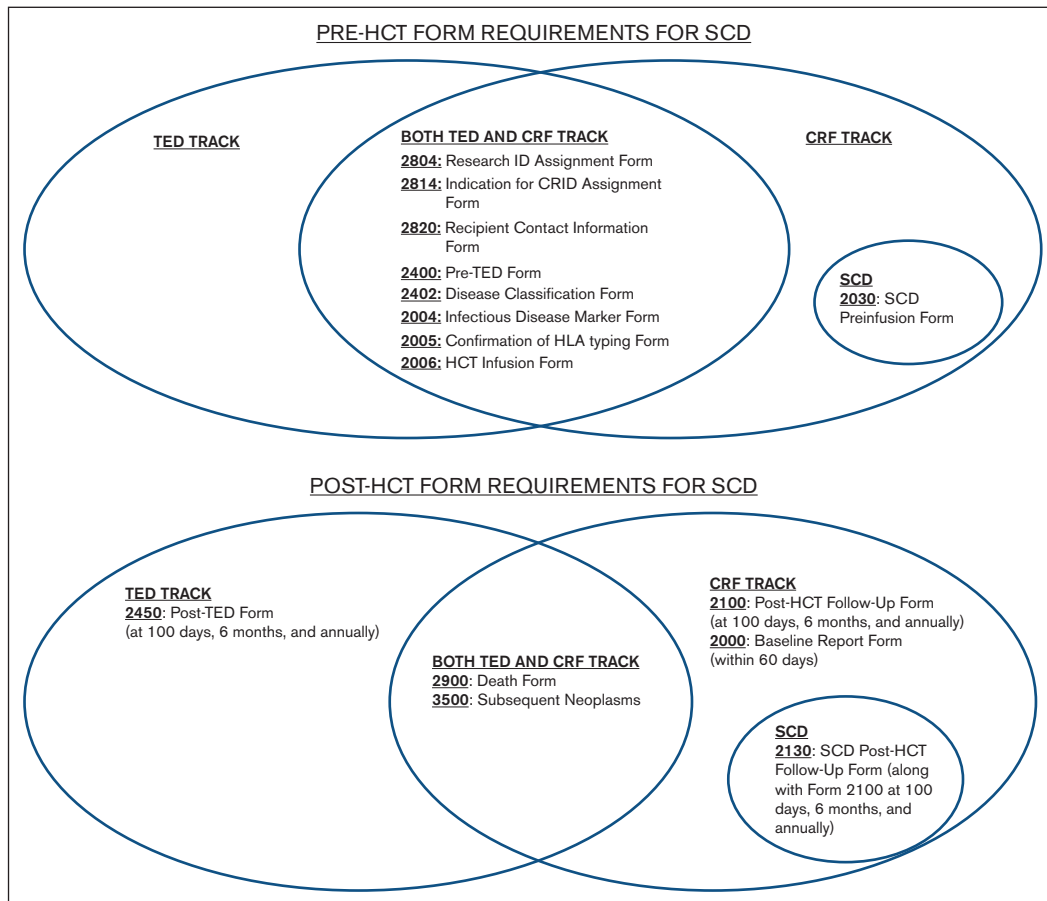 PRE-HCT FORM REQUIREMENTS FOR SCD
TED TRACK
BOTH TED AND CRF TRACK
2804: Research ID Assignment Form
2814: Indication for CRID Assignment
Form
2820: Recipient Contact Information
Form
2400: Pre-TED Form
2402: Disease Classification Form
2004: Infectious Disease Marker Form
2005: Confirmation of HLA typing Form
2006: HCT Infusion Form
CRF TRACK
SCD
2030: SCD
Preinfusion Form
POST-HCT FORM REQUIREMENTS FOR SCD
TED TRACK
2450: Post-TED Form
(at 100 days, 6 months, and annually)
BOTH TED AND CRF TRACK
2900: Death Form
3500: Subsequent Neoplasms
CRF TRACK
2100: Post-HCT Follow-Up Form
(at 100 days, 6 months, and annually)
2000: Baseline Report Form
(within 60 days)
SCD
2130: SCD Post-HCT
Follow-Up Form (along
with Form 2100 at 100
days, 6 months, and
annually)